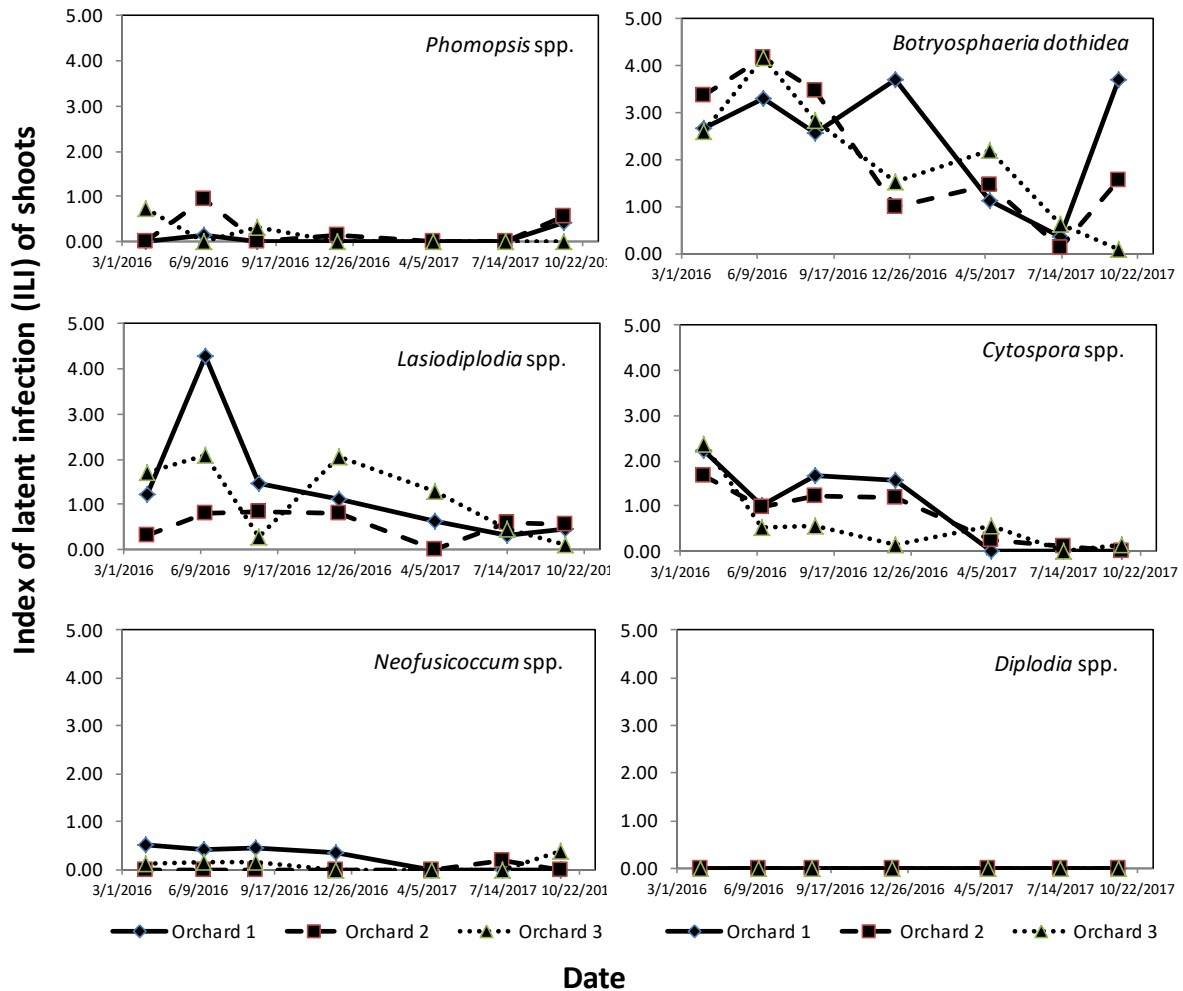 Index of latent infection (ILI) of shoots
5.00
4.00
3.00
2.00
1.00
0.00
Phomopsis spp.
3/1/2016 6/9/2016 9/17/2016 12/26/2016 4/5/2017 7/14/2017 10/22/201
5.00
4.00
3.00
2.00
1.00
0.00
Botryosphaeria dothidea
3/1/2016 6/9/2016 9/17/2016 12/26/2016 4/5/2017 7/14/2017 10/22/2017
5.00
4.00
3.00
2.00
1.00
0.00
Lasiodiplodia spp.
3/1/2016 6/9/2016 9/17/2016 12/26/2016 4/5/2017 7/14/2017 10/22/201
5.00
4.00
3.00
2.00
1.00
0.00
Cytospora spp.
3/1/2016 6/9/2016 9/17/2016 12/26/2016 4/5/2017 7/14/2017 10/22/2017
5.00
4.00
3.00
2.00
1.00
0.00
Neofusicoccum spp.
3/1/2016 6/9/2016 9/17/2016 12/26/2016 4/5/2017 7/14/2017 10/22/201
5.00
4.00
3.00
2.00
1.00
0.00
Diplodia spp.
3/1/2016 6/9/2016 9/17/2016 12/26/2016 4/5/2017 7/14/2017 10/22/2017
Orchard 1 Orchard 2 Orchard 3
Orchard 1 Orchard 2 Orchard 3
Date